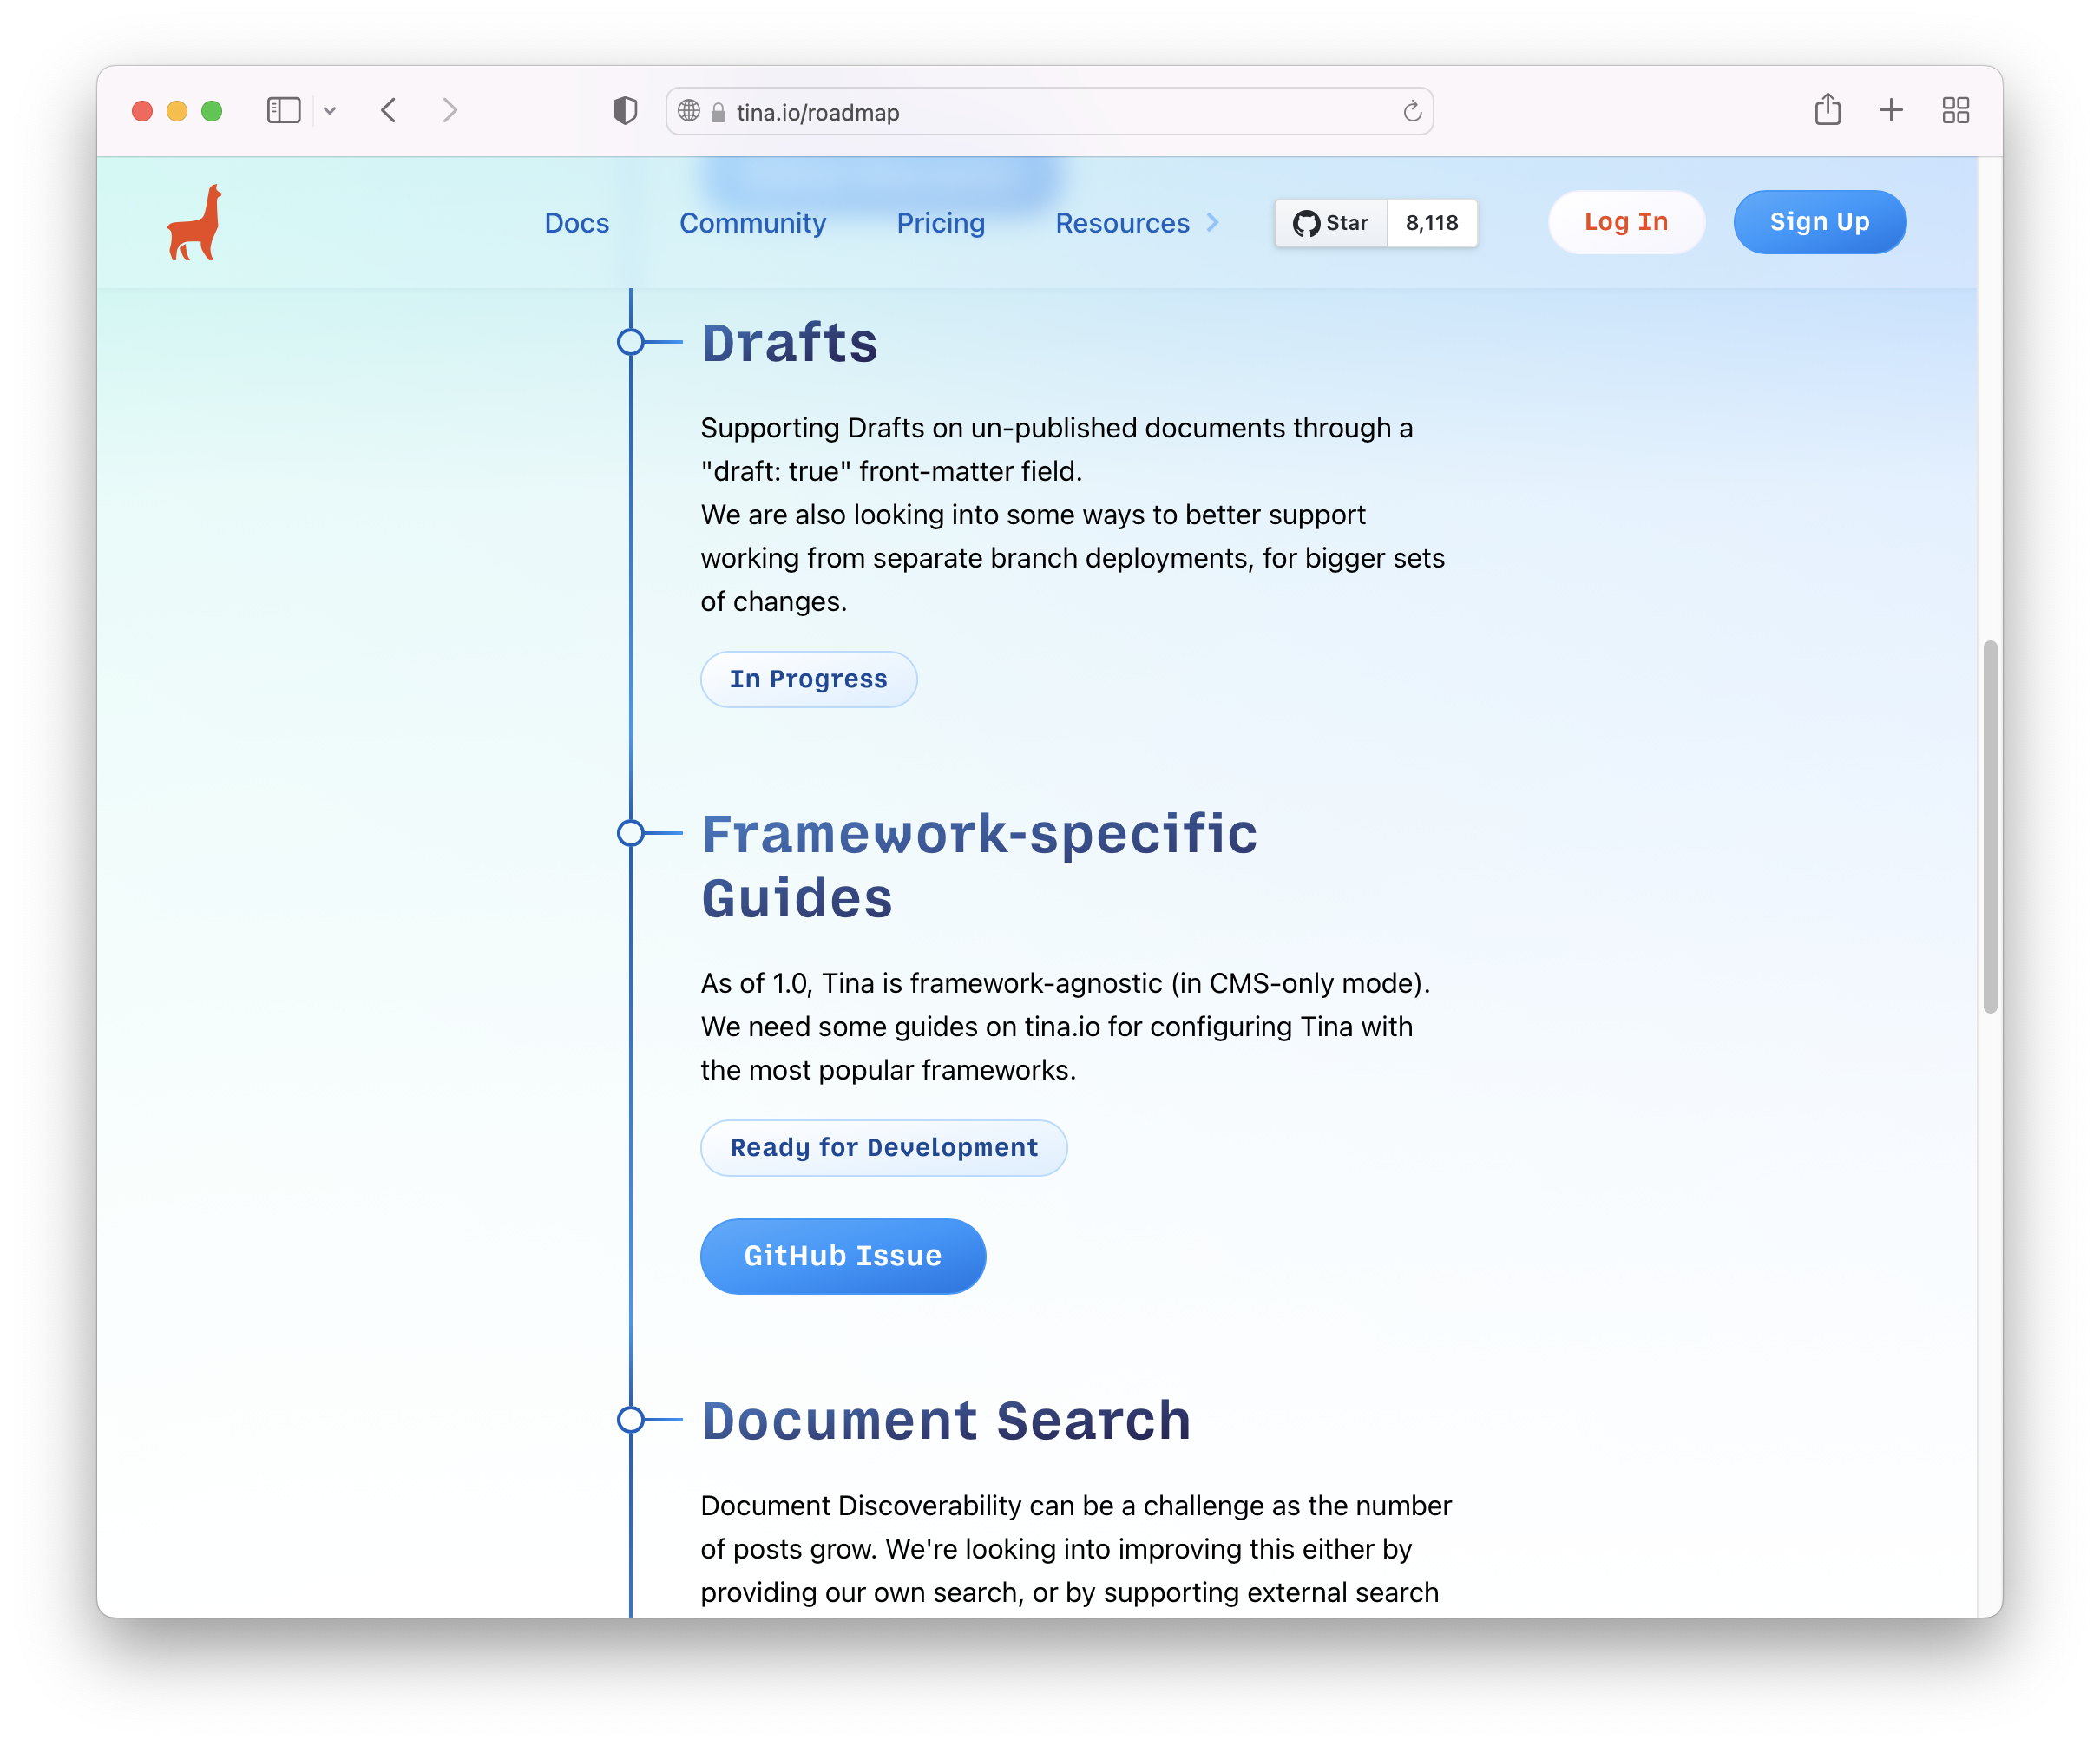 tina.io/roadmap
Docs Community Pricing Resources Star 8,118 Log In Sign Up
Drafts
Supporting Drafts on un-published documents through a
"draft: true" front-matter field.
We are also looking into some ways to better support
working from separate branch deployments, for bigger sets
of changes.
In Progress
Framework-specific
Guides
As of 1.0, Tina is framework-agnostic (in CMS-only mode).
We need some guides on tina.io for configuring Tina with
the most popular frameworks.
Ready for Development
GitHub Issue
Document Search
Document Discoverability can be a challenge as the number
of posts grow. We're looking into improving this either by
providing our own search, or by supporting external search